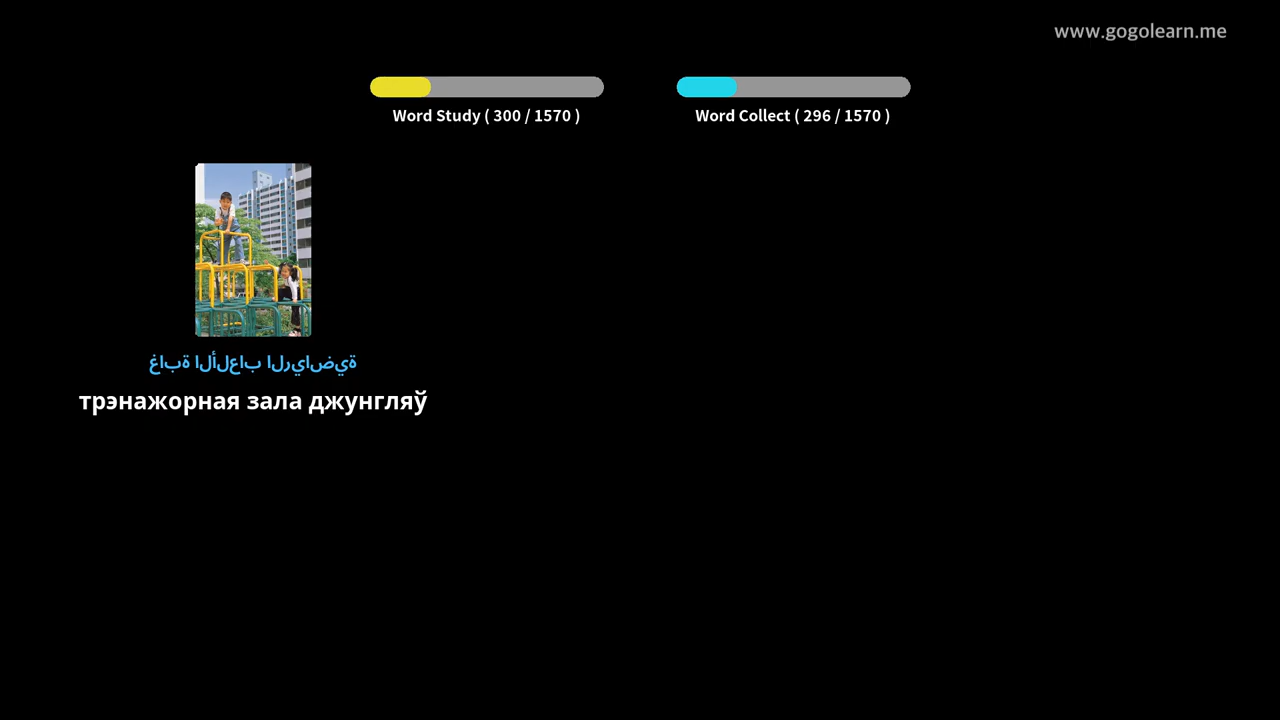 www.gogolearn.me
Word Study ( 300 / 1570 )
Word Collect ( 296 / 1570 )
غابة الألعاب الرياضية
трэнажорная зала джунгляў